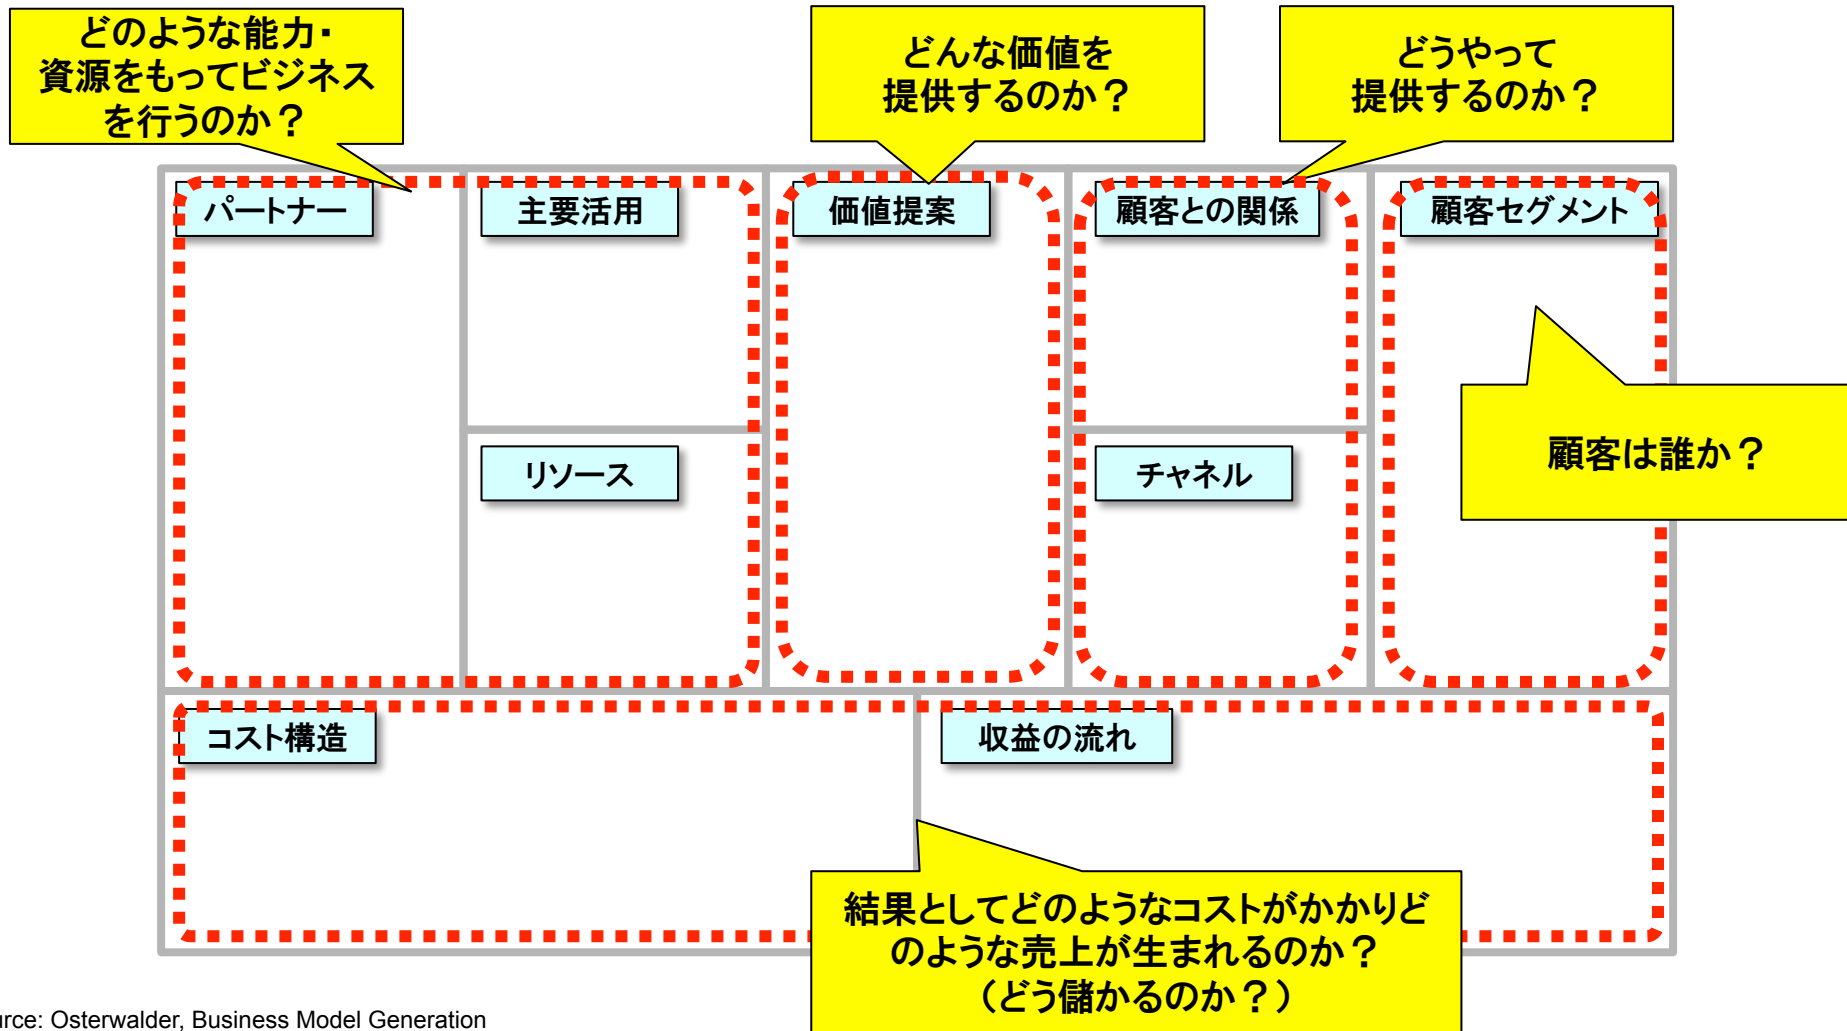 どのような能力・
資源をもってビジネス
を行うのか？
どんな価値を
提供するのか？
どうやって
提供するのか？
パートナー
主要活用
価値提案
顧客との関係
顧客セグメント
リソース
チャネル
顧客は誰か？
コスト構造
収益の流れ
結果としてどのようなコストがかかりど
のような売上が生まれるのか？
（どう儲かるのか？）
urce: Osterwalder, Business Model Generation